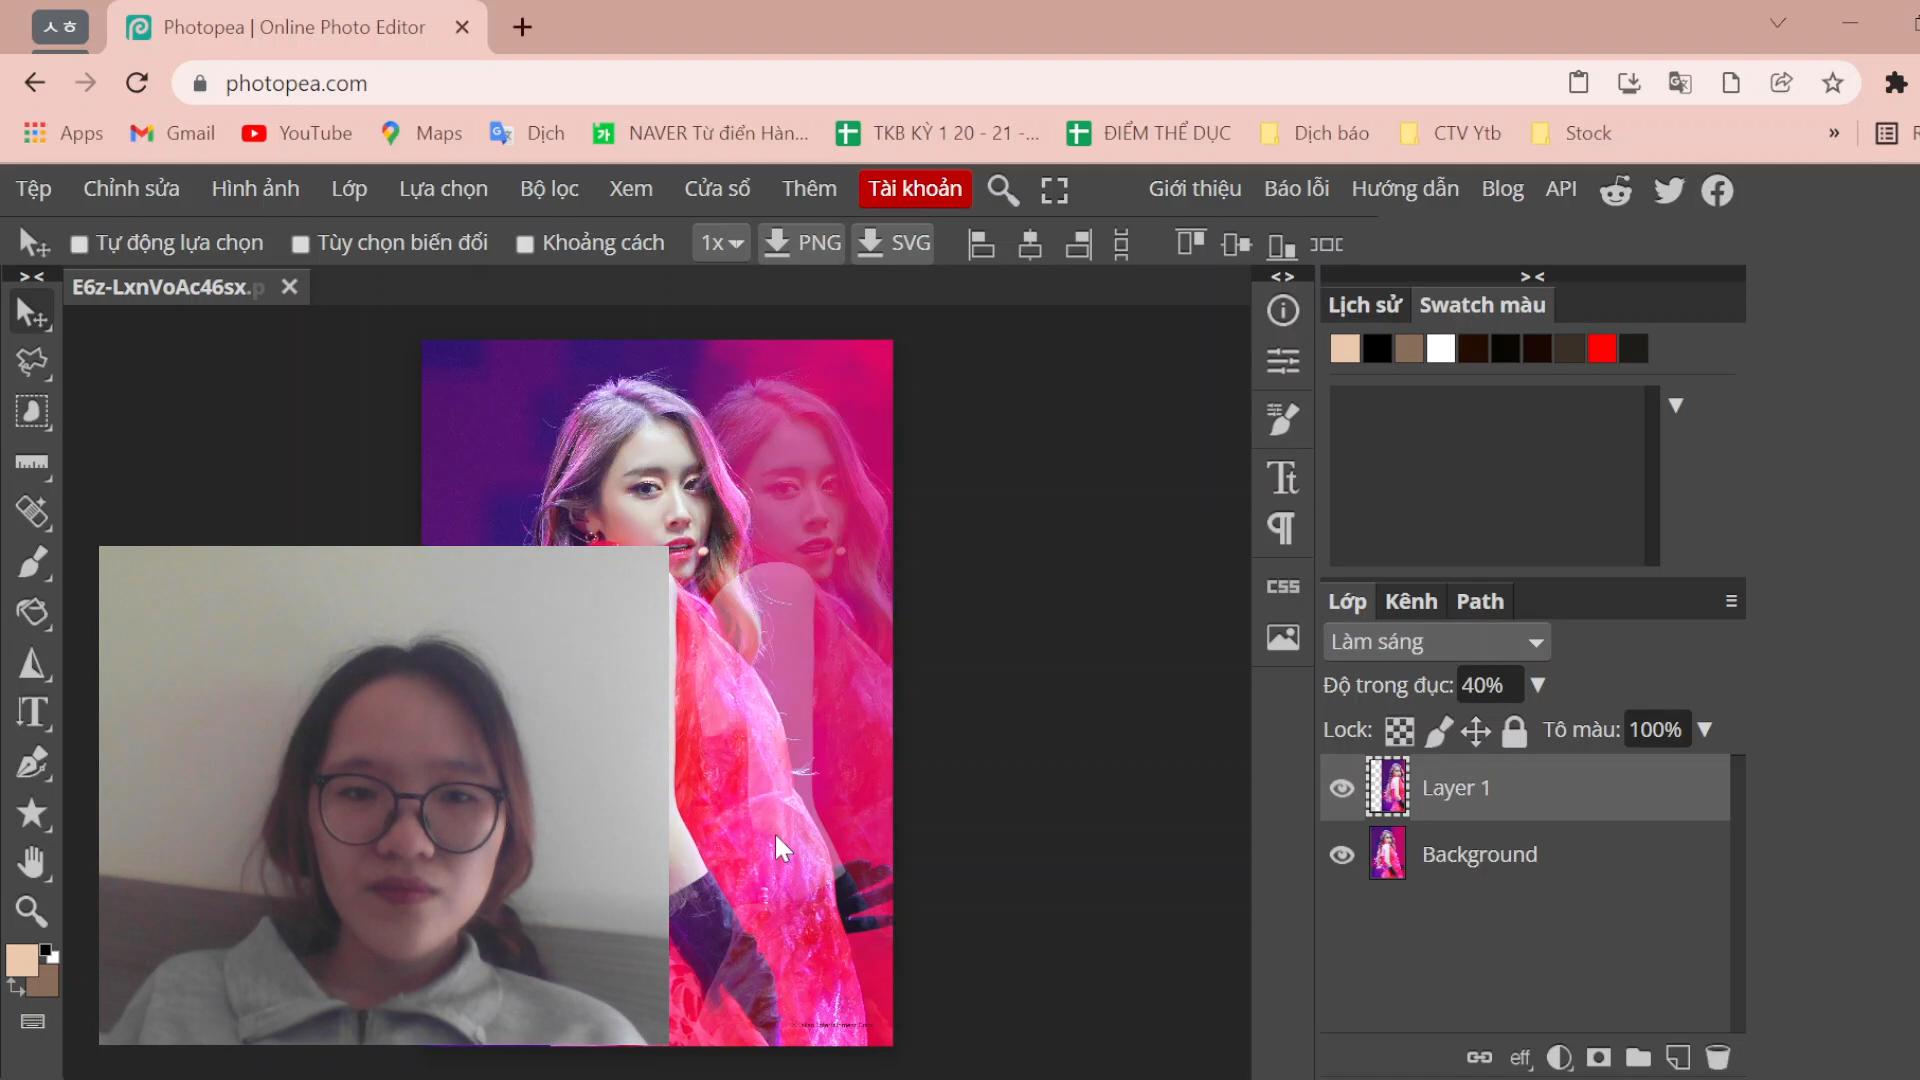 ㅅㅎ
Photopea | Online Photo Editor
photopea.com
Apps Gmail YouTube Maps Dịch NAVER Từ điển Hàn... TKB KỲ 1 20 - 21 -... ĐIỂM THỂ DỤC Dịch báo CTV Ytb Stock »
Tệp Chỉnh sửa Hình ảnh Lớp Lựa chọn Bộ lọc Xem Cửa sổ Thêm Tài khoản Giới thiệu Báo lỗi Hướng dẫn Blog API
Tự động lựa chọn Tùy chọn biến đổi Khoảng cách 1x PNG SVG
E6z-LxnVoAc46sx.p
Lịch sử Swatch màu
CSS
Lớp Kênh Path
Làm sáng
Độ trong đục: 40%
Lock: Tô màu: 100%
Layer 1
Background
eff